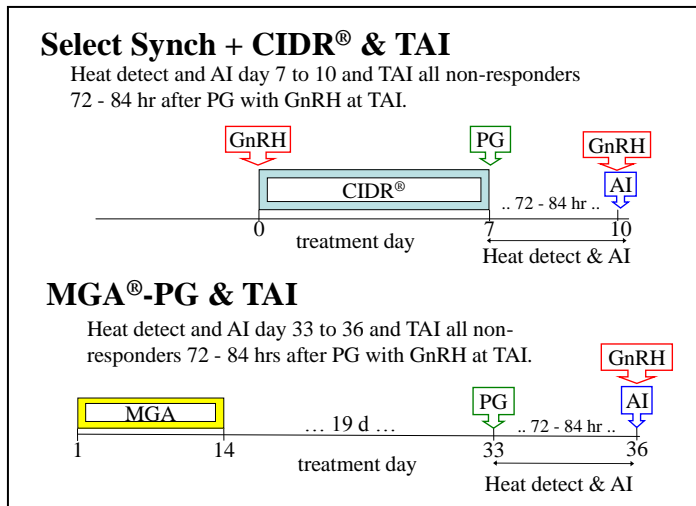 Select Synch + CIDR® & TAI
Heat detect and AI day 7 to 10 and TAI all non-responders
72 - 84 hr after PG with GnRH at TAI.
GnRH
PG
GnRH
CIDR®
.. 72 - 84 hr ..
AI
0
7
10
treatment day
Heat detect & AI
MGA®-PG & TAI
Heat detect and AI day 33 to 36 and TAI all non-
responders 72 - 84 hrs after PG with GnRH at TAI.
GnRH
MGA
PG
AI
… 19 d …
.. 72 - 84 hr ..
1
14
33
36
treatment day
Heat detect & AI